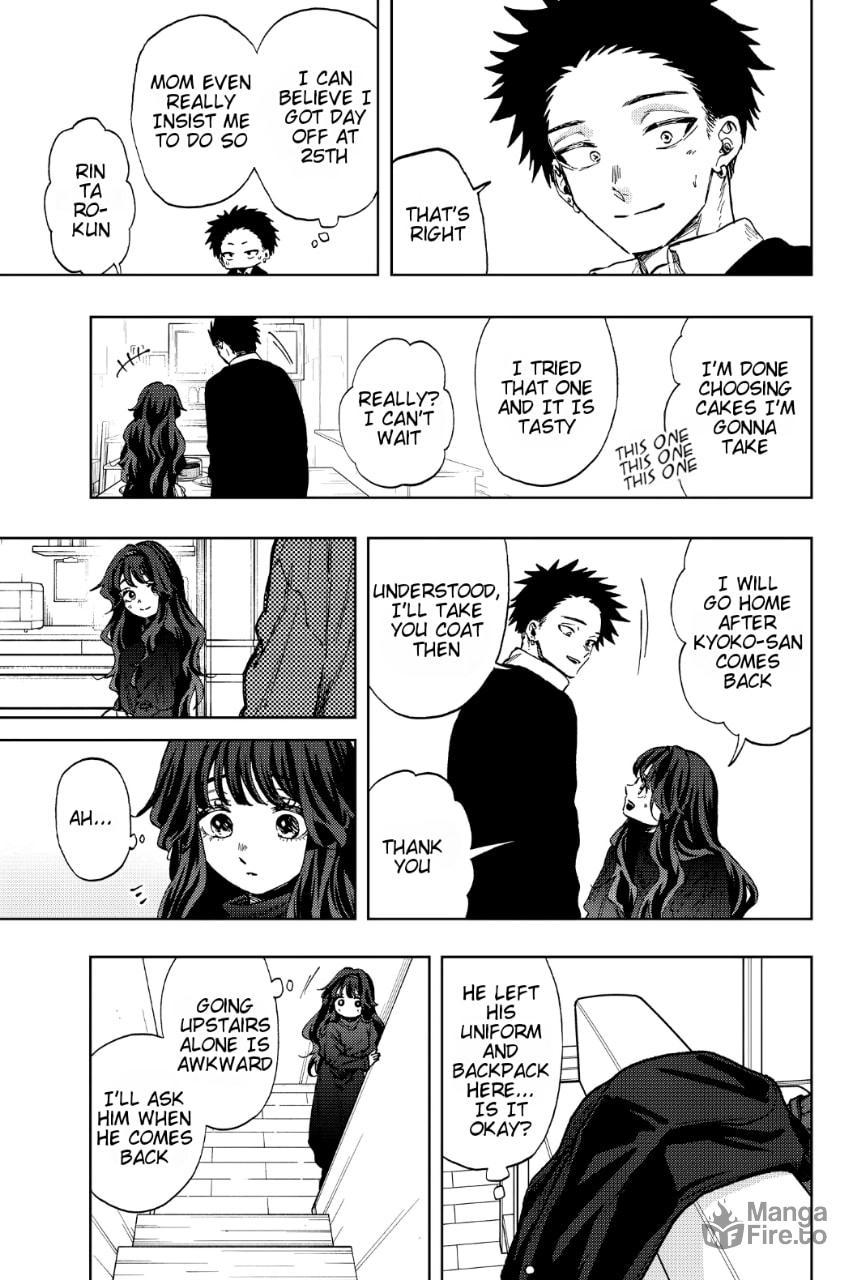 THAT'S
RIGHT
I CAN
BELIEVE I
GOT DAY
OFF AT
25TH
MOM EVEN
REALLY
INSIST ME
TO DO SO
RIN
TA
RO-
KUN
I'M DONE
CHOOSING
CAKES I'M
GONNA
TAKE
THIS ONE
THIS ONE
THIS ONE
I TRIED
THAT ONE
AND IT IS
TASTY
REALLY?
I CAN'T
WAIT
I WILL
GO HOME
AFTER
KYOKO-SAN
COMES
BACK
UNDERSTOOD,
I'LL TAKE
YOU COAT
THEN
THANK
YOU
AH...
HE LEFT
HIS
UNIFORM
AND
BACKPACK
HERE...
IS IT
OKAY?
GOING
UPSTAIRS
ALONE IS
AWKWARD
I'LL ASK
HIM WHEN
HE COMES
BACK
Manga
Fire.to